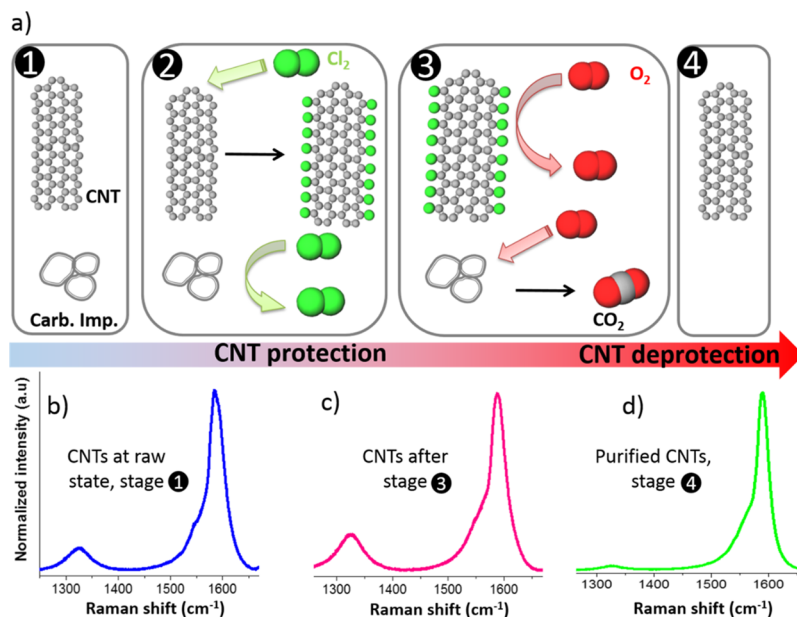 a)
1
2
3
4
Cl2
O2
CNT
Carb. Imp.
CO2
CNT protection
CNT deprotection
b)
CNTs at raw
state, stage 1
c)
CNTs after
stage 3
d)
Purified CNTs,
stage 4
Normalized intensity (a.u)
1300 1400 1500 1600
1300 1400 1500 1600
1300 1400 1500 1600
Raman shift (cm-1)
Raman shift (cm-1)
Raman shift (cm-1)